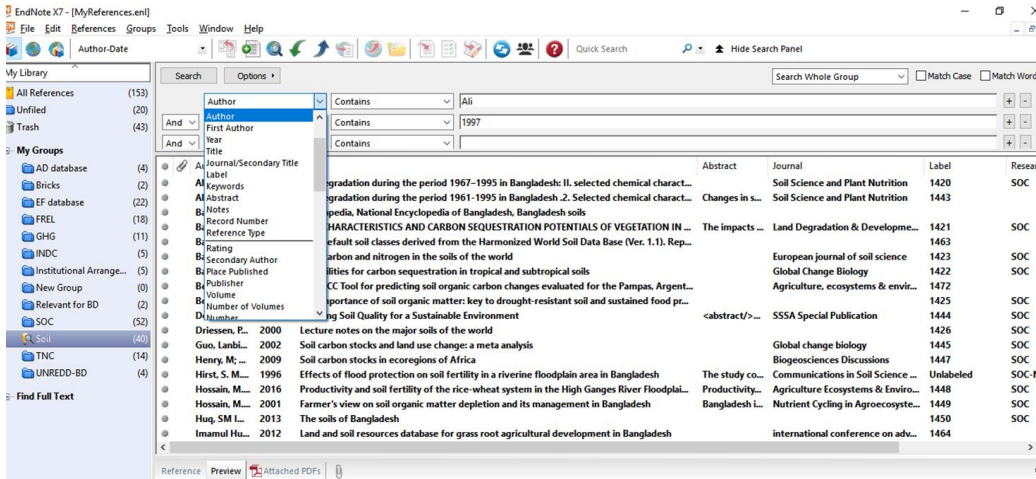 EndNote X7 - [MyReferences.enl]
File Edit References Groups Tools Window Help
Author-Date Quick Search Hide Search Panel
My Library
All References (153)
Unfiled (20)
Trash (43)
My Groups
AD database (4)
Bricks (2)
EF database (22)
FREL (18)
GHG (11)
INDC (5)
Institutional Arrange... (5)
New Group (0)
Relevant for BD (2)
SOC (52)
Soil (40)
TNC (14)
UNREDD-BD (4)
Find Full Text
Search Options Search Whole Group Match Case Match Word
Author Contains Ali
And Contains 1997
And Contains
Author
First Author
Year
Title
Journal/Secondary Title
Label
Keywords
Abstract
Notes
Record Number
Reference Type
Rating
Secondary Author
Place Published
Publisher
Volume
Number of Volumes
Number
Abstract Journal Label
egradation during the period 1967–1995 in Bangladesh: II. selected chemical charact... Soil Science and Plant Nutrition 1420 SOC
egradation during the period 1961-1995 in Bangladesh .2. Selected chemical charact... Changes in s... Soil Science and Plant Nutrition 1443
pedia, National Encyclopedia of Bangladesh, Bangladesh soils
HARACTERISTICS AND CARBON SEQUESTRATION POTENTIALS OF VEGETATION IN ... The impacts ... Land Degradation & Developme... 1421 SOC
efault soil classes derived from the Harmonized World Soil Data Base (Ver. 1.1). Rep... 1463
arbon and nitrogen in the soils of the world European journal of soil science 1423 SOC
ilities for carbon sequestration in tropical and subtropical soils Global Change Biology 1422 SOC
CC Tool for predicting soil organic carbon changes evaluated for the Pampas, Argent... Agriculture, ecosystems & envir... 1472
portance of soil organic matter: key to drought-resistant soil and sustained food pr... 1425 SOC
ng Soil Quality for a Sustainable Environment <abstract/>... SSSA Special Publication 1444 SOC
Driessen, P... 2000 Lecture notes on the major soils of the world 1426 SOC
Guo, Lanbi... 2002 Soil carbon stocks and land use change: a meta analysis Global change biology 1445 SOC
Henry, M; ... 2009 Soil carbon stocks in ecoregions of Africa Biogeosciences Discussions 1447 SOC
Hirst, S. M.... 1996 Effects of flood protection on soil fertility in a riverine floodplain area in Bangladesh The study co... Communications in Soil Science ... Unlabeled
Hossain, M.... 2016 Productivity and soil fertility of the rice-wheat system in the High Ganges River Floodplai... Productivity... Agriculture Ecosystems & Enviro... 1448 SOC
Hossain, M.... 2001 Farmer's view on soil organic matter depletion and its management in Bangladesh Bangladesh i... Nutrient Cycling in Agroecosyste... 1449 SOC
Huq, SM I... 2013 The soils of Bangladesh 1450 SOC
Imamul Hu... 2012 Land and soil resources database for grass root agricultural development in Bangladesh international conference on adv... 1464
Reference Preview Attached PDFs